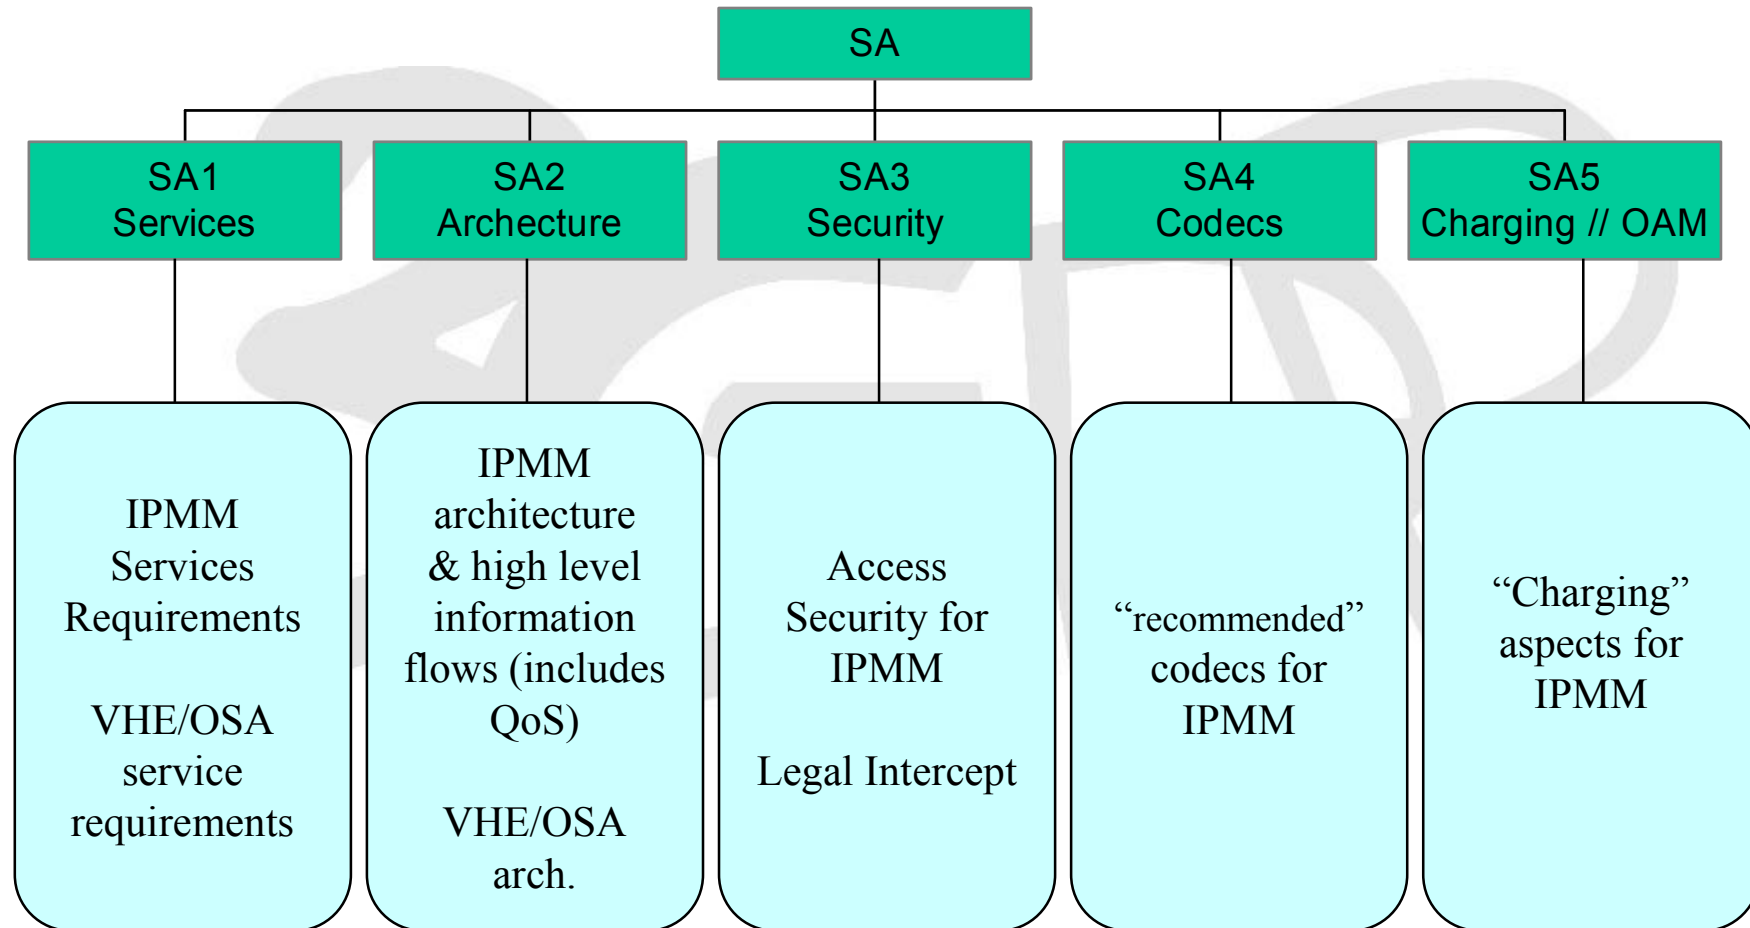 SA
SA1
Services
SA2
Archecture
SA3
Security
SA4
Codecs
SA5
Charging // OAM
IPMM
Services
Requirements
VHE/OSA
service
requirements
IPMM
architecture
& high level
information
flows (includes
QoS)
VHE/OSA
arch.
Access
Security for
IPMM
Legal Intercept
“recommended”
codecs for
IPMM
“Charging”
aspects for
IPMM